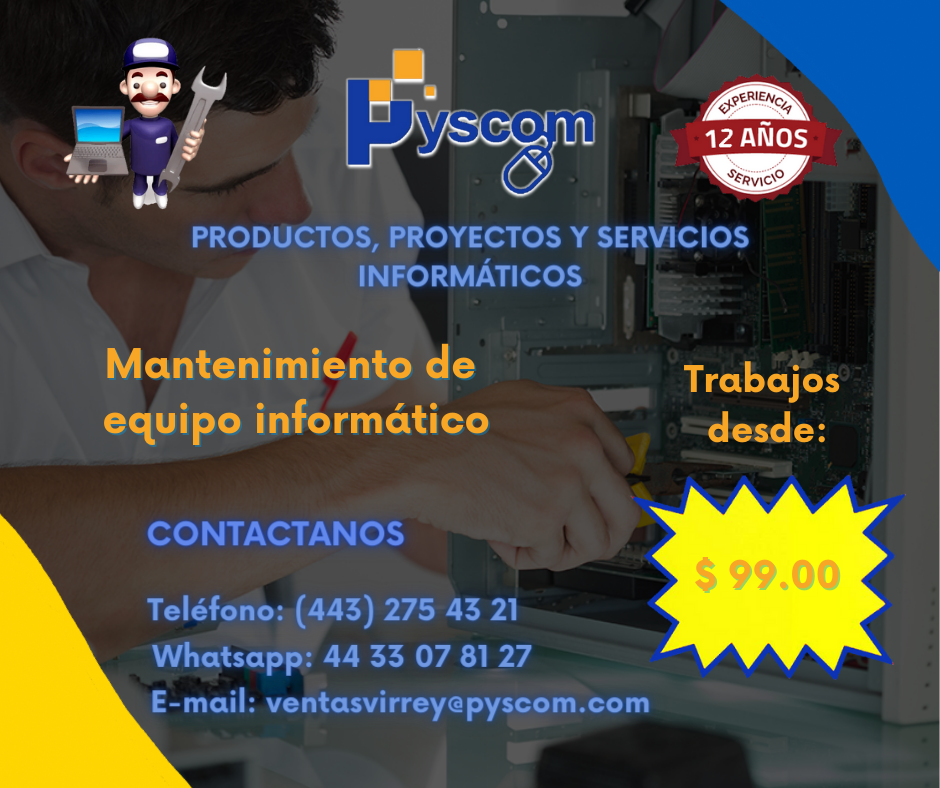 Pyscom
EXPERIENCIA
12 AÑOS
SERVICIO
PRODUCTOS, PROYECTOS Y SERVICIOS
INFORMÁTICOS
Mantenimiento de
equipo informático
Trabajos
desde:
$ 99.00
CONTACTANOS
Teléfono: (443) 275 43 21
Whatsapp: 44 33 07 81 27
E-mail: ventasvirrey@pyscom.com